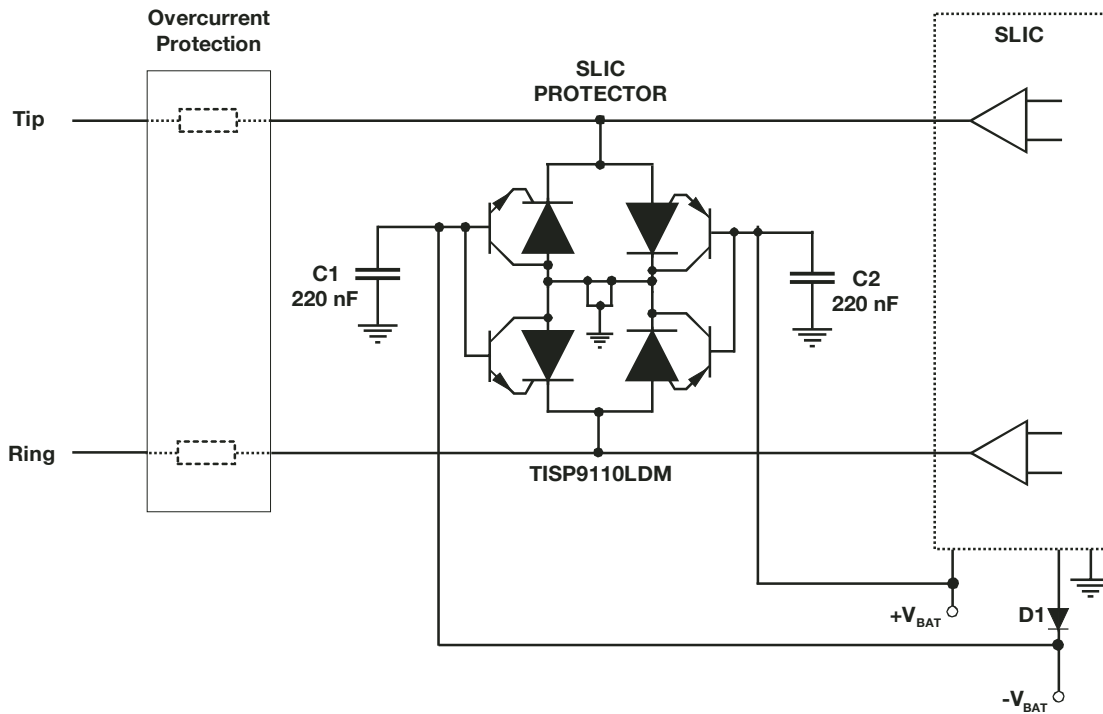 Overcurrent
Protection
SLIC
SLIC
PROTECTOR
Tip
C1
220 nF
C2
220 nF
Ring
TISP9110LDM
+VBAT
D1
-VBAT